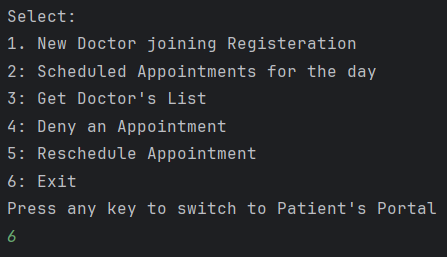 Select:
1. New Doctor joining Registeration
2: Scheduled Appointments for the day
3: Get Doctor's List
4: Deny an Appointment
5: Reschedule Appointment
6: Exit
Press any key to switch to Patient's Portal
6